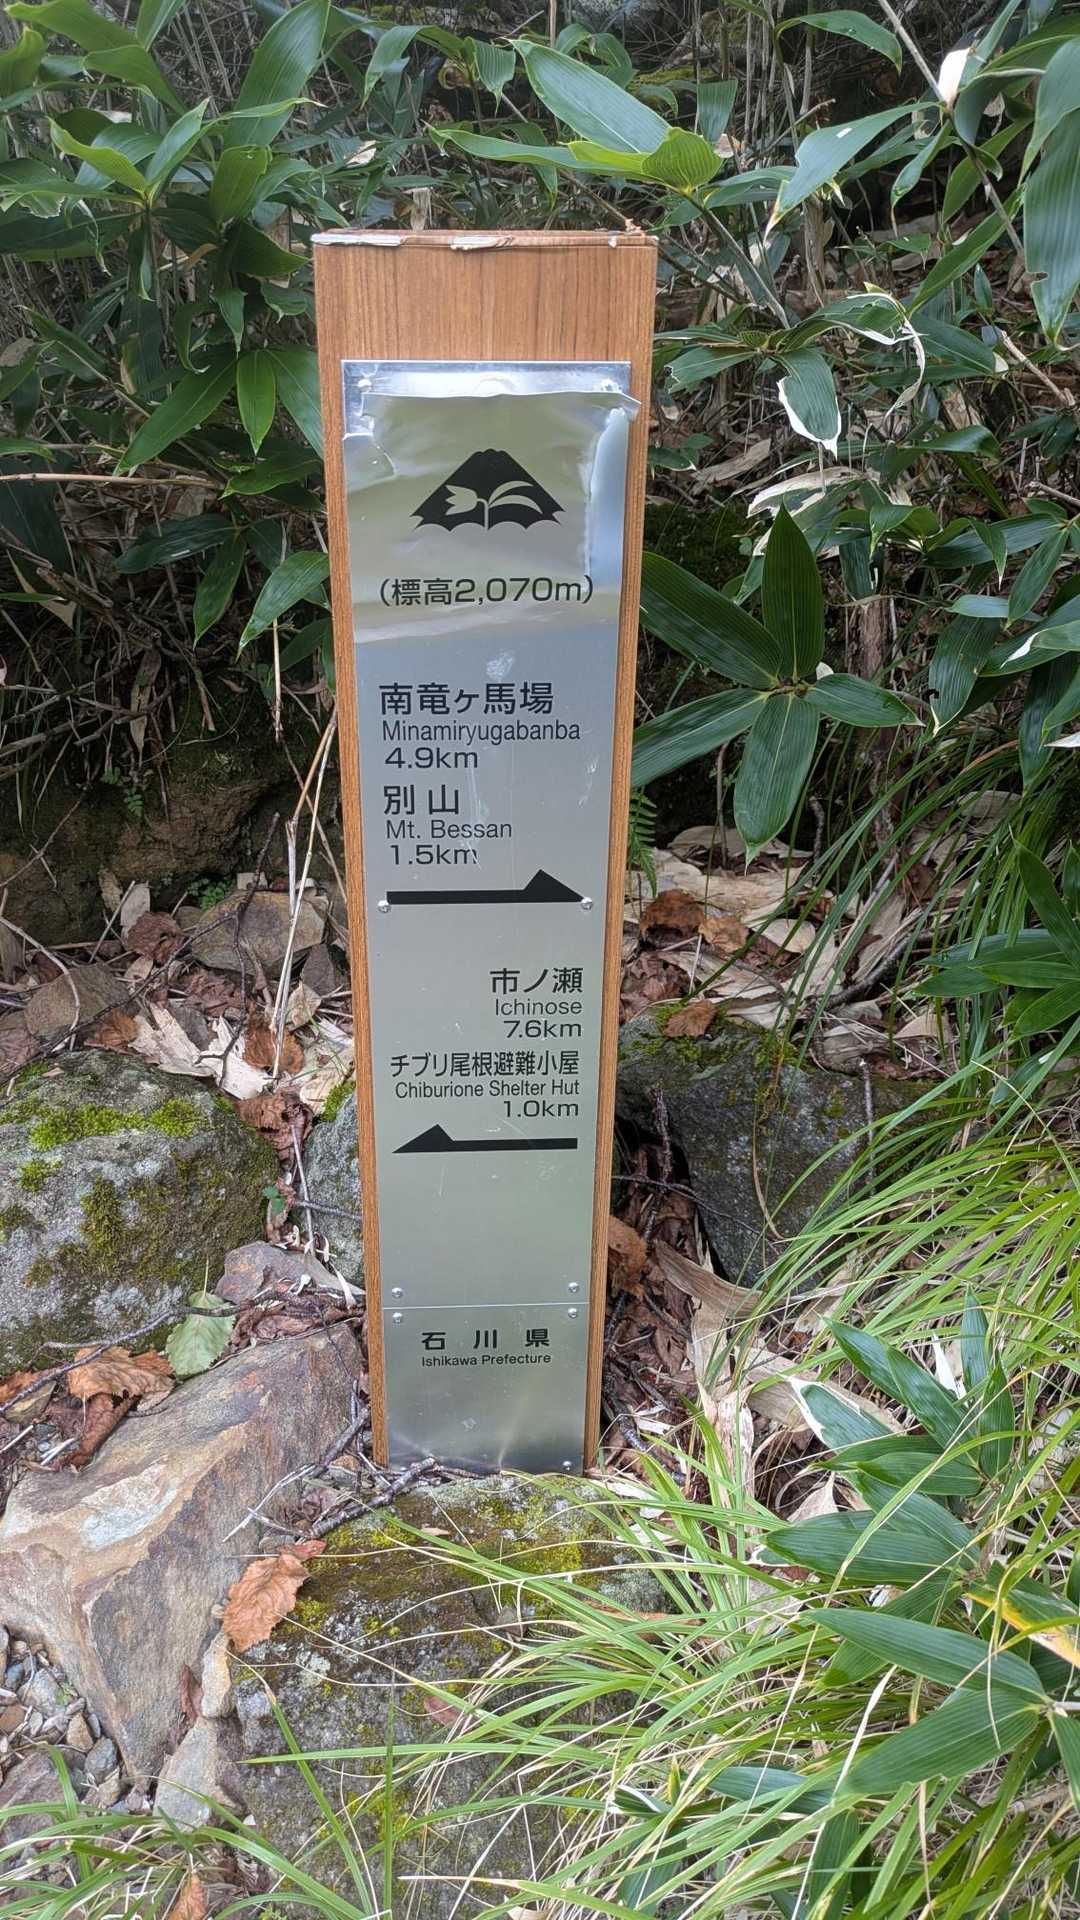 (標高2,070m)
南竜ヶ馬場
Minamiryugabanba
4.9km
別山
Mt. Bessan
1.5km
市ノ瀬
Ichinose
7.6km
チブリ尾根避難小屋
Chiburione Shelter Hut
1.0km
石川県
Ishikawa Prefecture